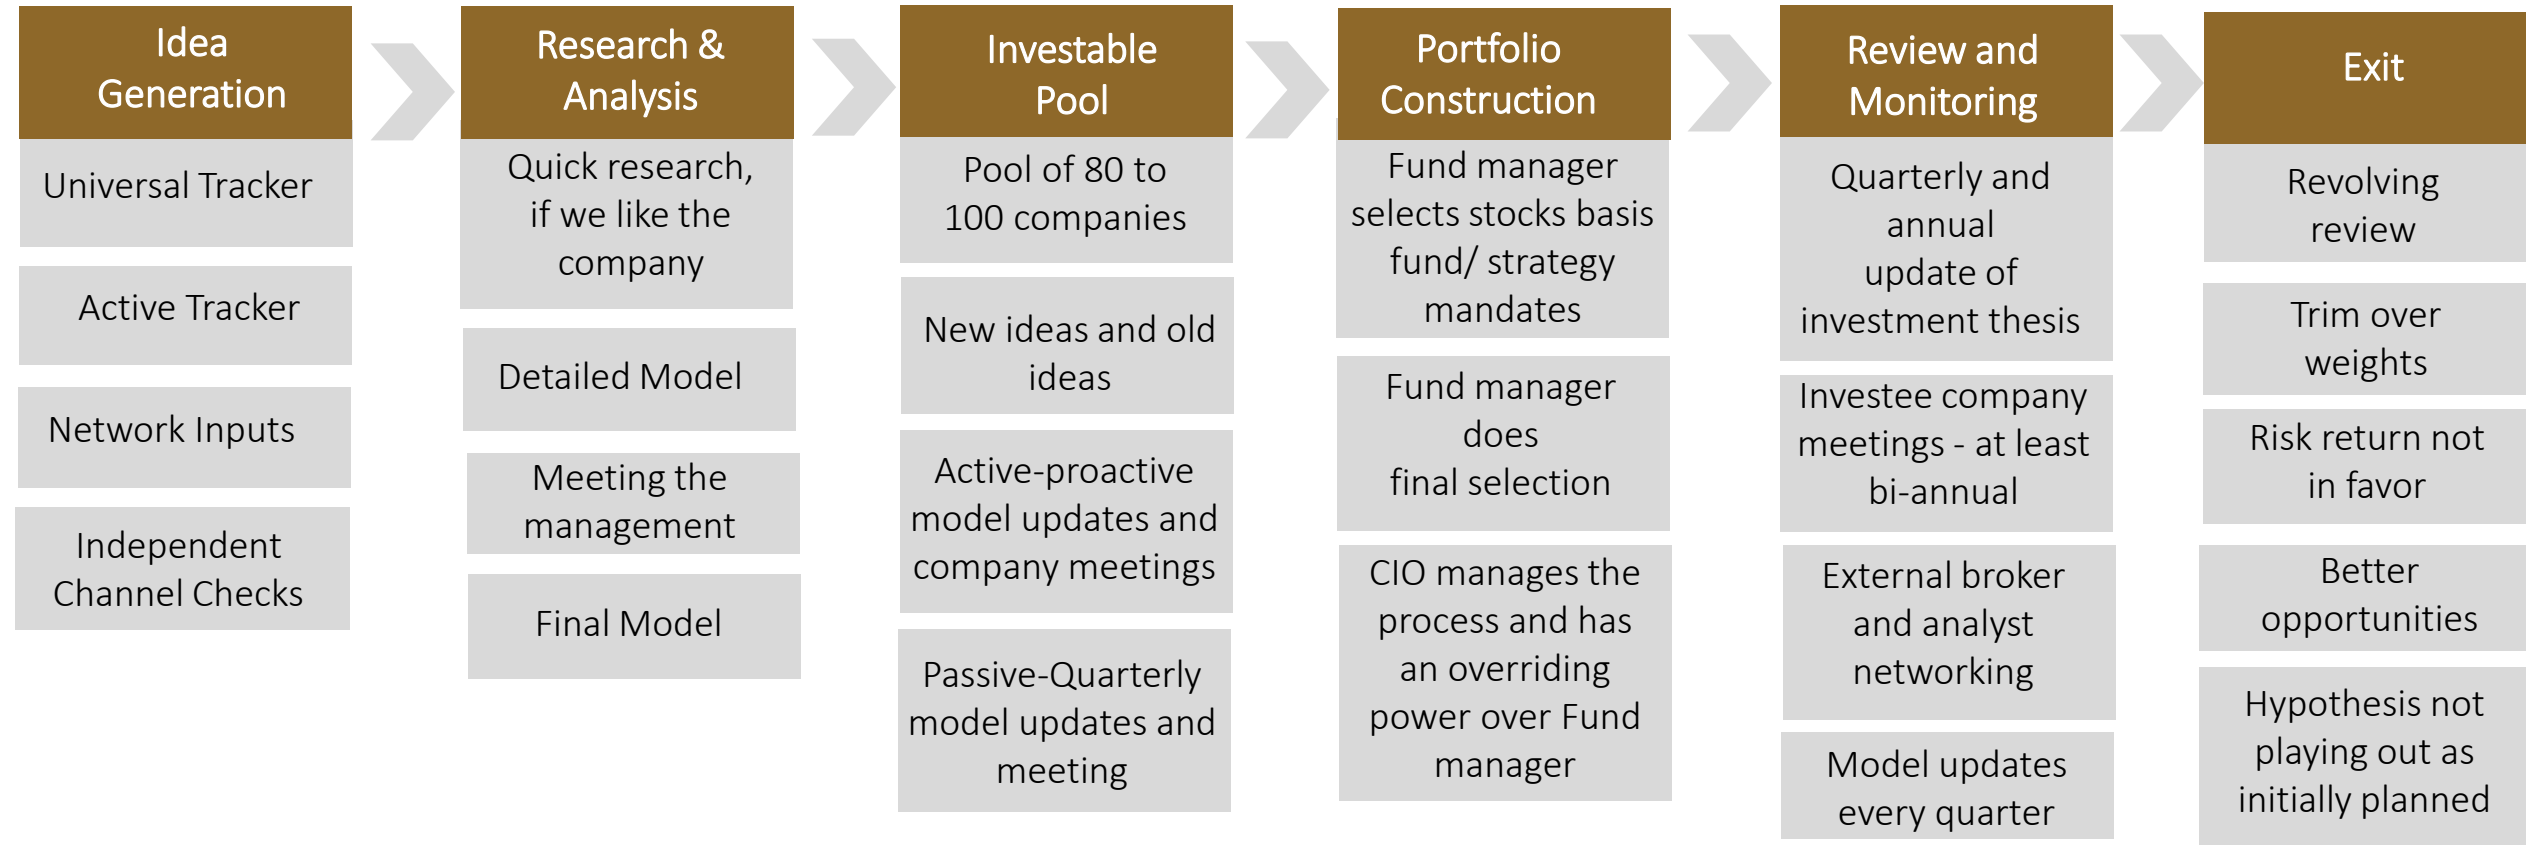 Idea
Generation
Universal Tracker
Active Tracker
Network Inputs
Independent
Channel Checks
Research &
Analysis
Quick research,
if we like the
company
Detailed Model
Meeting the
management
Final Model
Investable
Pool
Pool of 80 to
100 companies
New ideas and old
ideas
Active-proactive
model updates and
company meetings
Passive-Quarterly
model updates and
meeting
Portfolio
Construction
Fund manager
selects stocks basis
fund/ strategy
mandates
Fund manager
does
final selection
CIO manages the
process and has
an overriding
power over Fund
manager
Review and
Monitoring
Quarterly and
annual
update of
investment thesis
Investee company
meetings - at least
bi-annual
External broker
and analyst
networking
Model updates
every quarter
Exit
Revolving
review
Trim over
weights
Risk return not
in favor
Better
opportunities
Hypothesis not
playing out as
initially planned